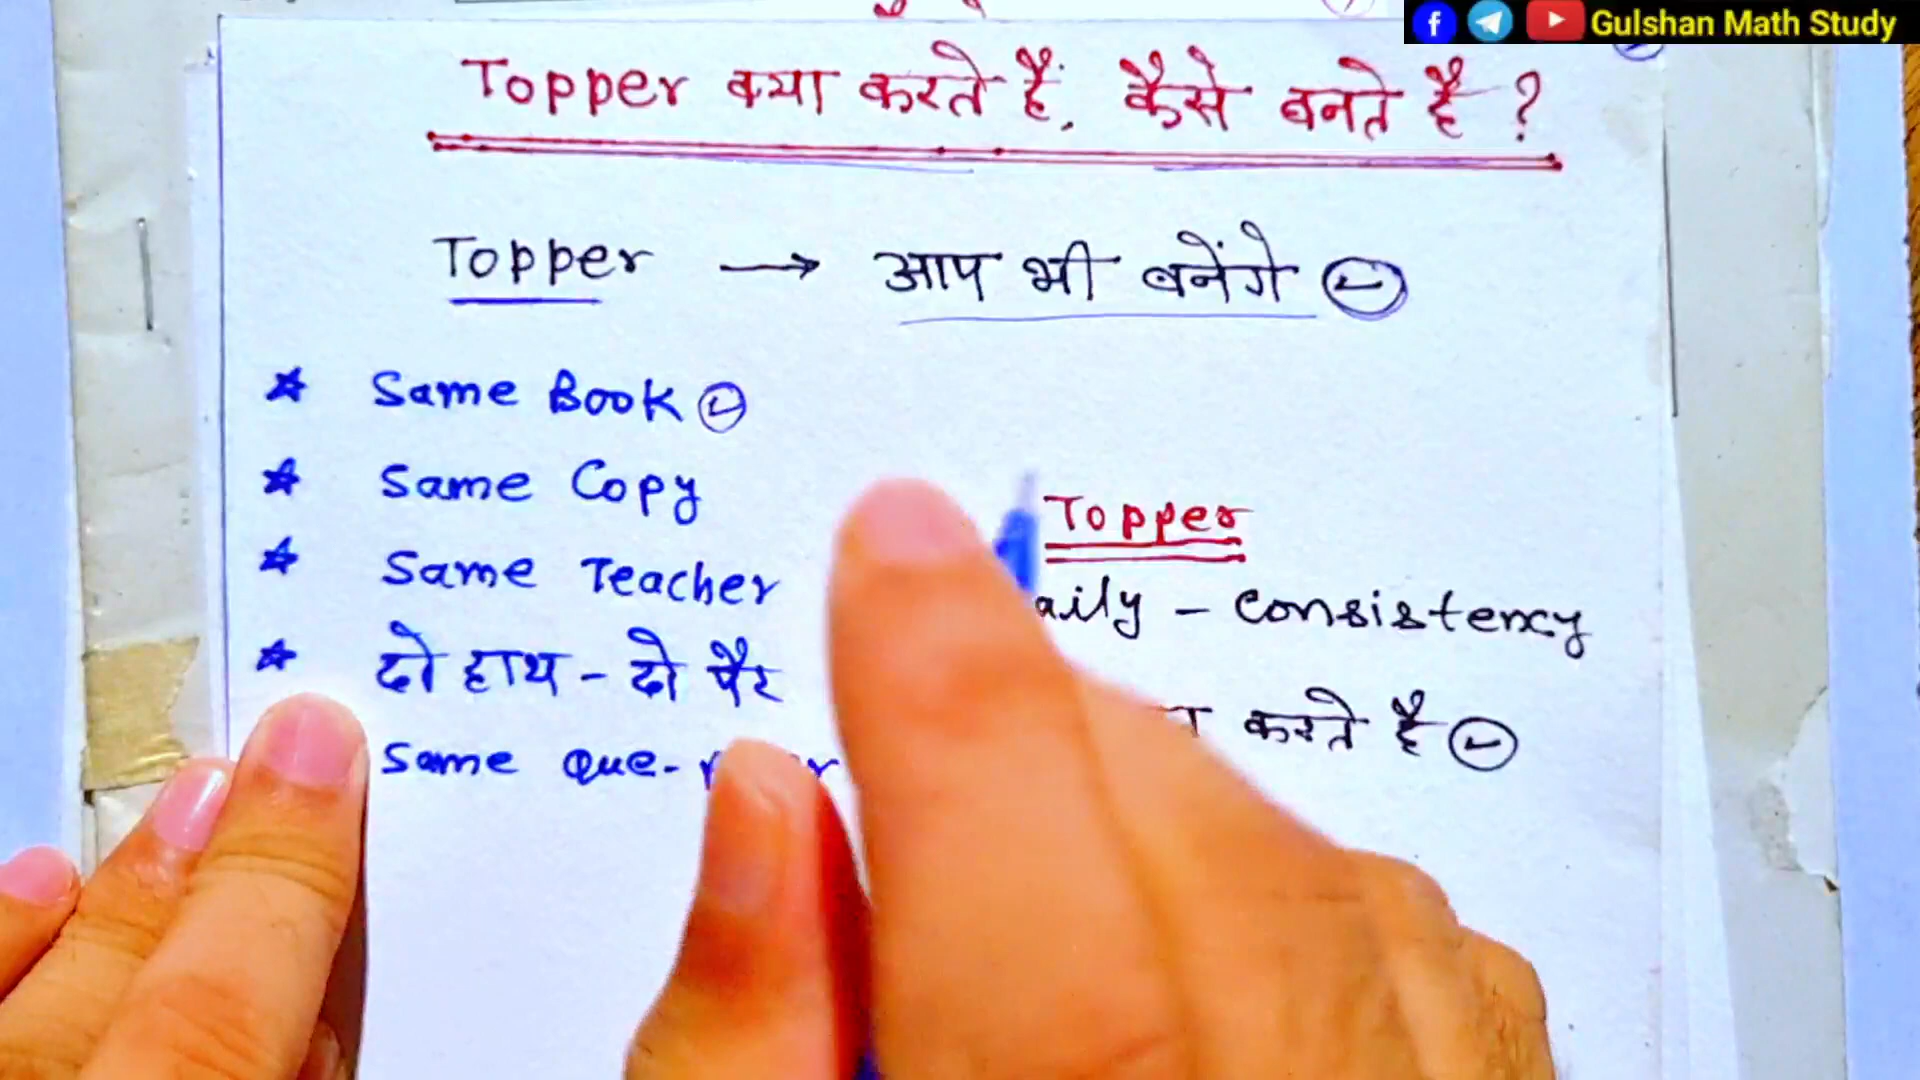 Gulshan Math Study
Topper क्या करते हैं, कैसे बनते है ?
Topper → आप भी बनेंगे
★ Same Book
★ Same Copy
★ Same Teacher
★ दो हाथ - दो पैर
Same Que-
Topper
aily - Consistency
करते है